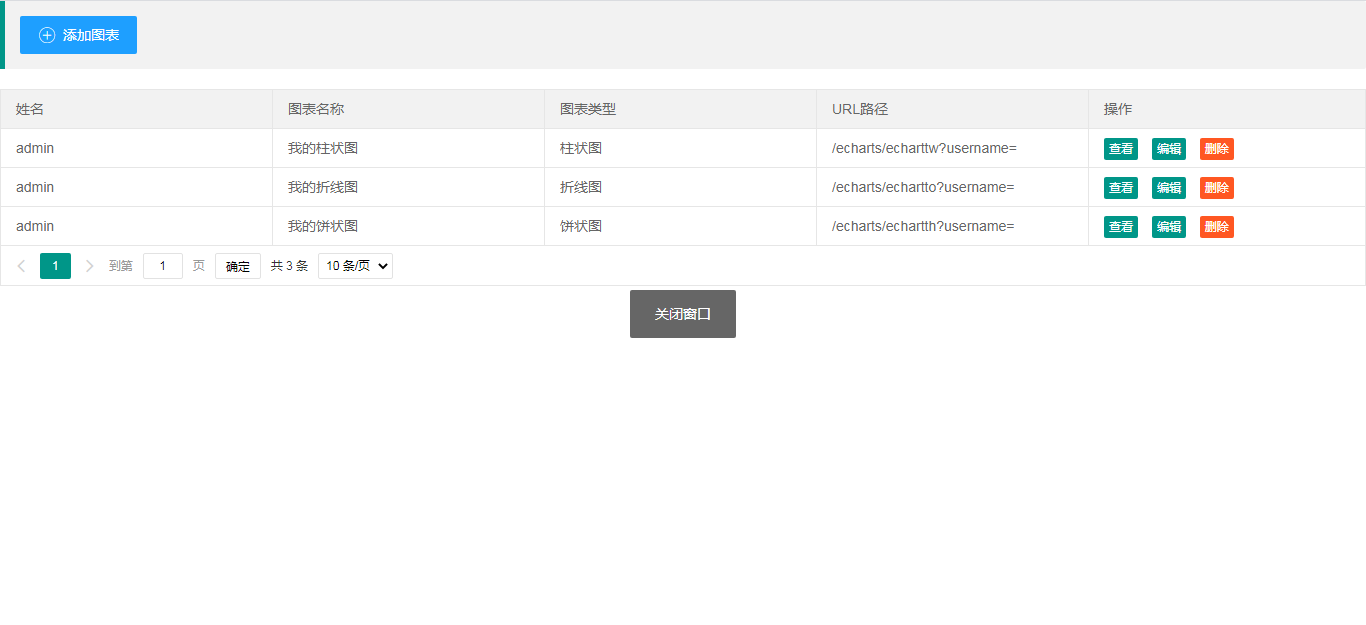 添加图表
姓名 图表名称 图表类型 URL路径 操作
admin 我的柱状图 柱状图 /echarts/echarttw?username= 查看 编辑 删除
admin 我的折线图 折线图 /echarts/echartto?username= 查看 编辑 删除
admin 我的饼状图 饼状图 /echarts/echartth?username= 查看 编辑 删除
1 到第 1 页 确定 共 3 条 10 条/页
关闭窗口